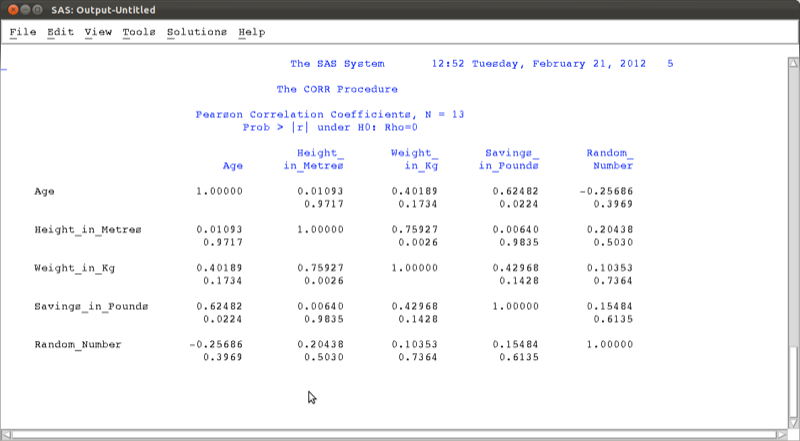 SAS: Output-Untitled
File Edit View Tools Solutions Help
The SAS System 12:52 Tuesday, February 21, 2012 5
The CORR Procedure
Pearson Correlation Coefficients, N = 13
Prob > |r| under H0: Rho=0
Height_ Weight_ Savings_ Random_
Age in_Metres in_Kg in_Pounds Number
Age 1.00000 0.01093 0.40189 0.62482 -0.25686
0.9717 0.1734 0.0224 0.3969
Height_in_Metres 0.01093 1.00000 0.75927 0.00640 0.20438
0.9717 0.0026 0.9835 0.5030
Weight_in_Kg 0.40189 0.75927 1.00000 0.42968 0.10353
0.1734 0.0026 0.1428 0.7364
Savings_in_Pounds 0.62482 0.00640 0.42968 1.00000 0.15484
0.0224 0.9835 0.1428 0.6135
Random_Number -0.25686 0.20438 0.10353 0.15484 1.00000
0.3969 0.5030 0.7364 0.6135